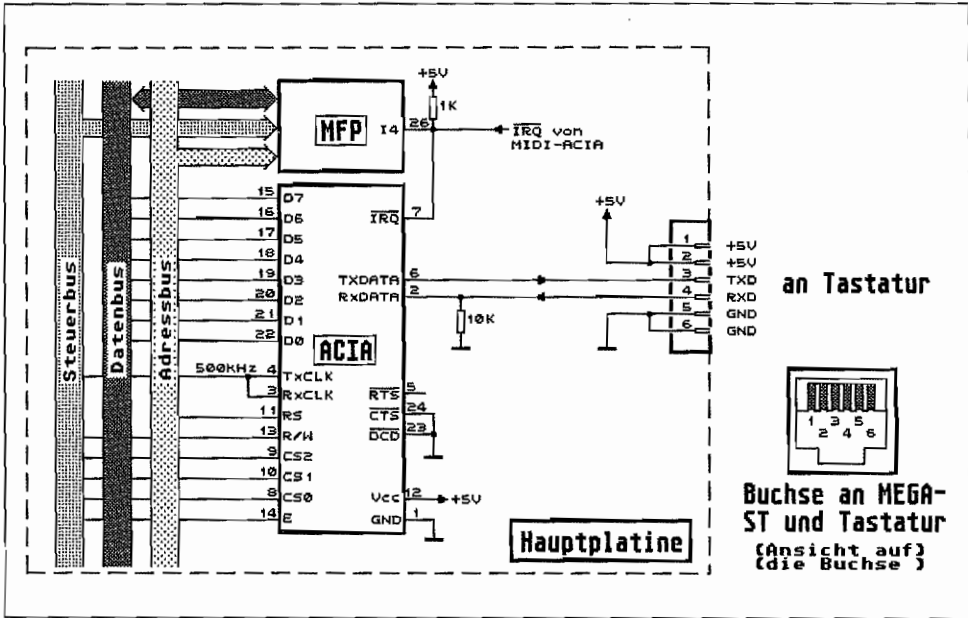 +5V
1K
MFP
I4
26
IRQ von
MIDI-ACIA
Steuerbus
Datenbus
Adressbus
15 D7
16 D6
17 D5
18 D4
19 D3
20 D2
21 D1
22 D0
500KHz 4 TxCLK
3 RxCLK
11 RS
13 R/W
9 CS2
10 CS1
8 CS0
14 E
ACIA
IRQ 7
TXDATA 6
RxDATA 2
10K
RTS 5
CTS 24
DCD 23
Vcc 12 +5V
GND 1
+5V
1 +5V
2 +5V
3 TXD
4 RXD
5 GND
6 GND
an Tastatur
Hauptplatine
1 3 5
2 4 6
Buchse an MEGA-
ST und Tastatur
(Ansicht auf)
(die Buchse )